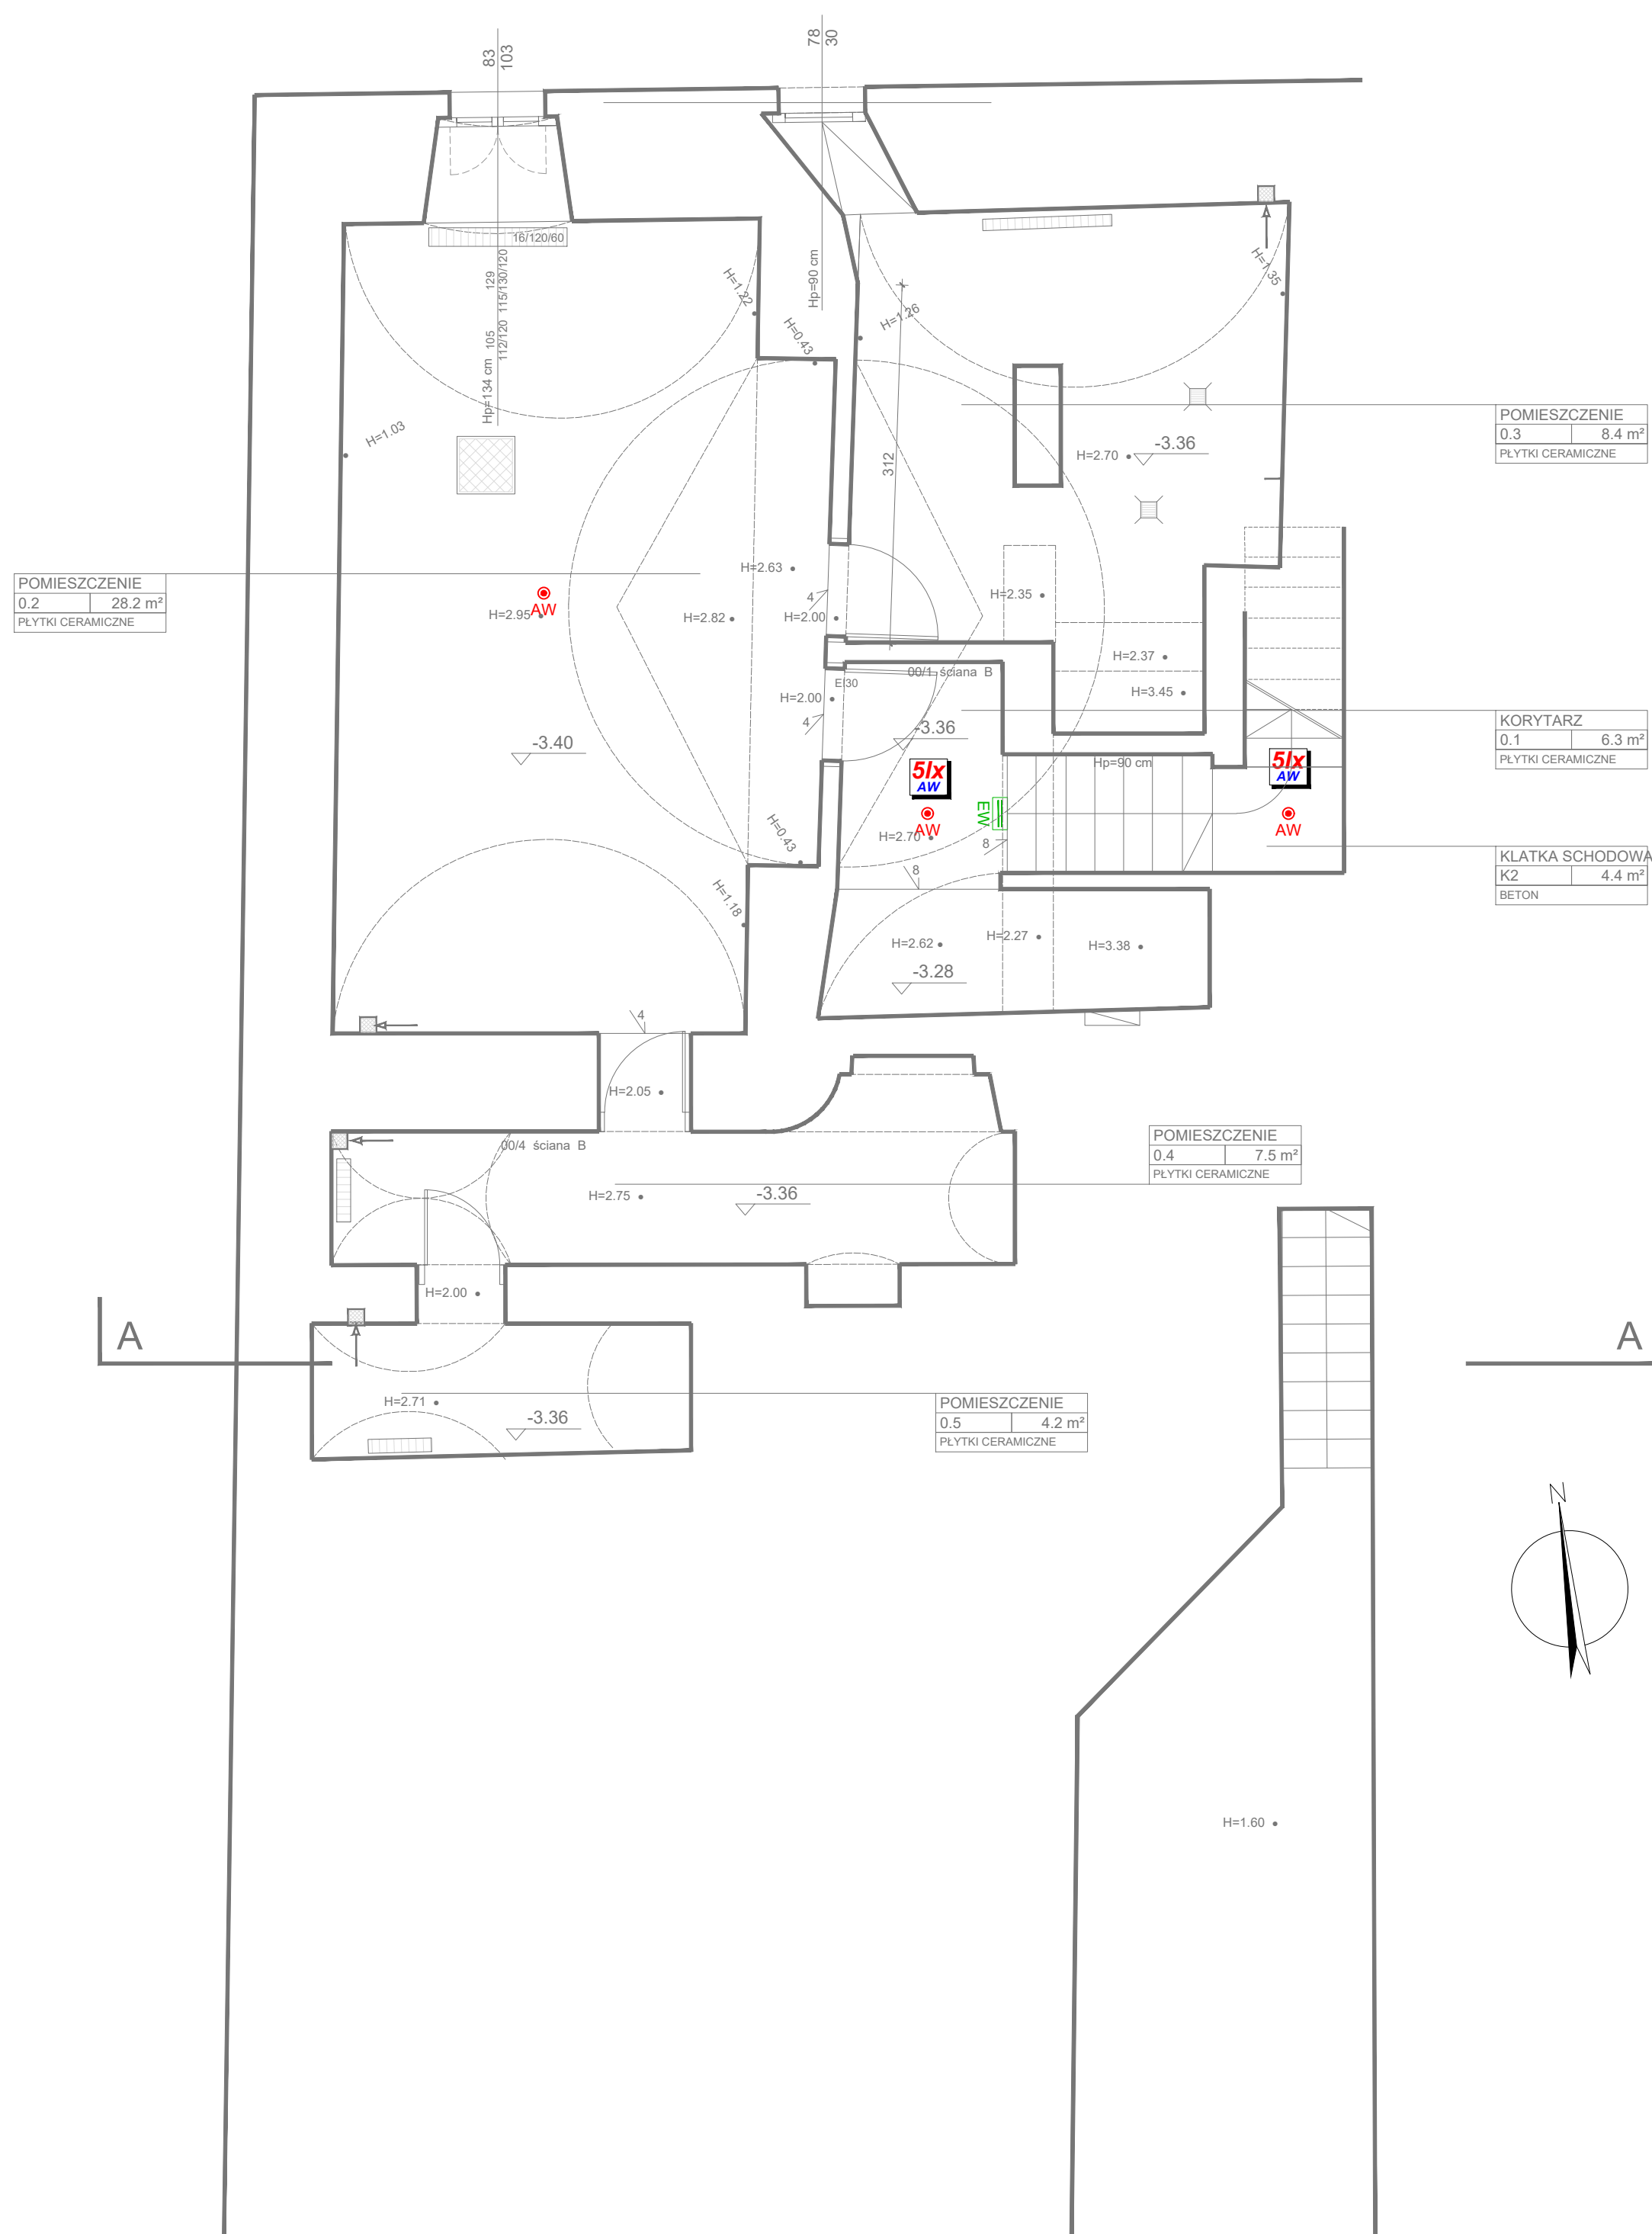 83
103
78
30
16/120/60
Hp=134 cm 105 129
112/120 115/130/120
Hp=90 cm
H=1.22
H=0.43
H=1.26
H=1.35
H=1.03
312
POMIESZCZENIE
0.3 8.4 m²
PŁYTKI CERAMICZNE
-3.36
H=2.70
POMIESZCZENIE
0.2 28.2 m²
PŁYTKI CERAMICZNE
H=2.63
4
H=2.35
AW
H=2.95
H=2.82
H=2.00
H=2.37
00/1 ściana B
EI30
H=2.00
H=3.45
4
-3.36
KORYTARZ
0.1 6.3 m²
PŁYTKI CERAMICZNE
-3.40
Hp=90 cm
5lx
AW
5lx
AW
EW
AW
AW
H=2.70
8
H=0.43
KLATKA SCHODOWA
K2 4.4 m²
BETON
8
H=1.18
H=2.62
H=2.27
H=3.38
-3.28
4
H=2.05
00/4 ściana B
POMIESZCZENIE
0.4 7.5 m²
PŁYTKI CERAMICZNE
H=2.75
-3.36
H=2.00
A
A
H=2.71
-3.36
POMIESZCZENIE
0.5 4.2 m²
PŁYTKI CERAMICZNE
N
H=1.60